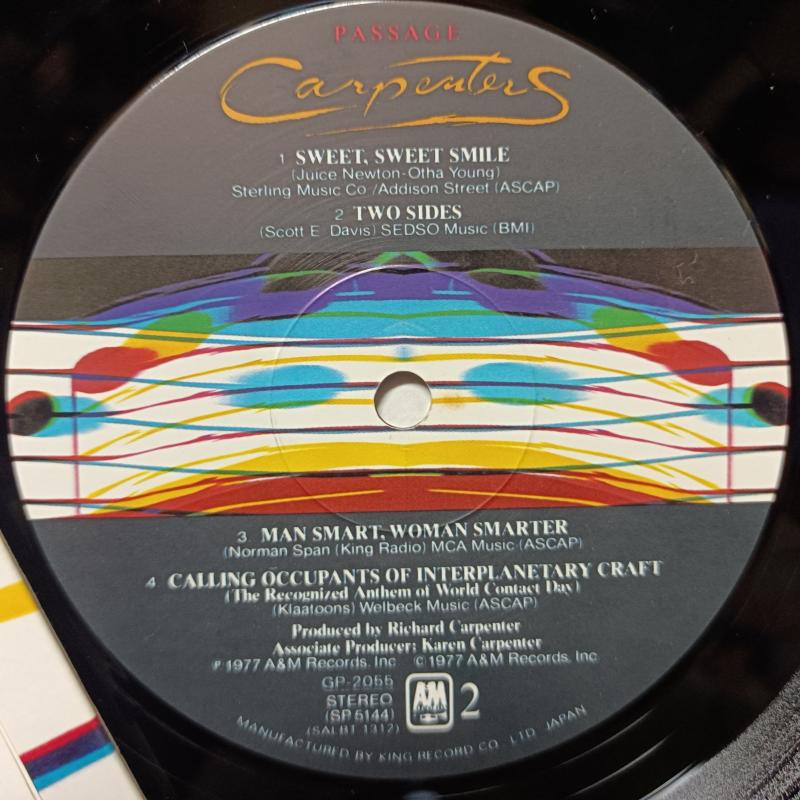 PASSAGE
Carpenters
1 SWEET, SWEET SMILE
(Juice Newton-Otha Young)
Sterling Music Co /Addison Street (ASCAP)
2 TWO SIDES
(Scott E Davis) SEDSO Music (BMI)
3 MAN SMART, WOMAN SMARTER
(Norman Span (King Radio) MCA Music (ASCAP)
4 CALLING OCCUPANTS OF INTERPLANETARY CRAFT
(The Recognized Anthem of World Contact Day)
(Klaatoons) Welbeck Music (ASCAP)
Produced by Richard Carpenter
Associate Producer: Karen Carpenter
℗ 1977 A&M Records, Inc © 1977 A&M Records, Inc
GP-2055
STEREO
(SP 5144)
(SALBT 1312)
A&M RECORDS
2
MANUFACTURED BY KING RECORD CO. LTD. JAPAN